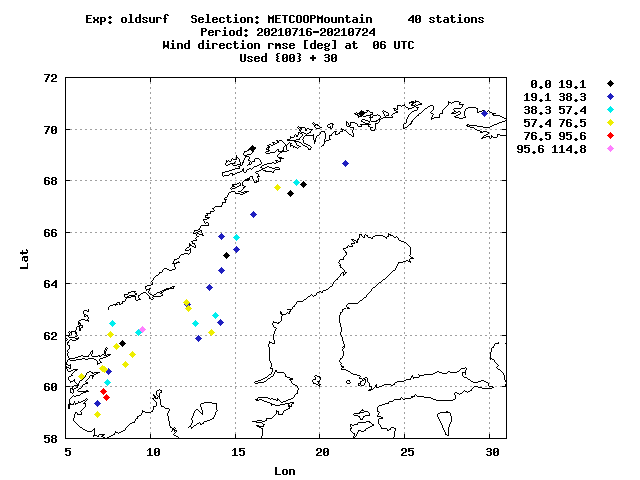 Exp: oldsurf Selection: METCOOPMountain 40 stations
Period: 20210716-20210724
Wind direction rmse [deg] at 06 UTC
Used {00} + 30
0.0 19.1
19.1 38.3
38.3 57.4
57.4 76.5
76.5 95.6
95.6 114.8
72
70
68
66
64
62
60
58
Lat
5 10 15 20 25 30
Lon